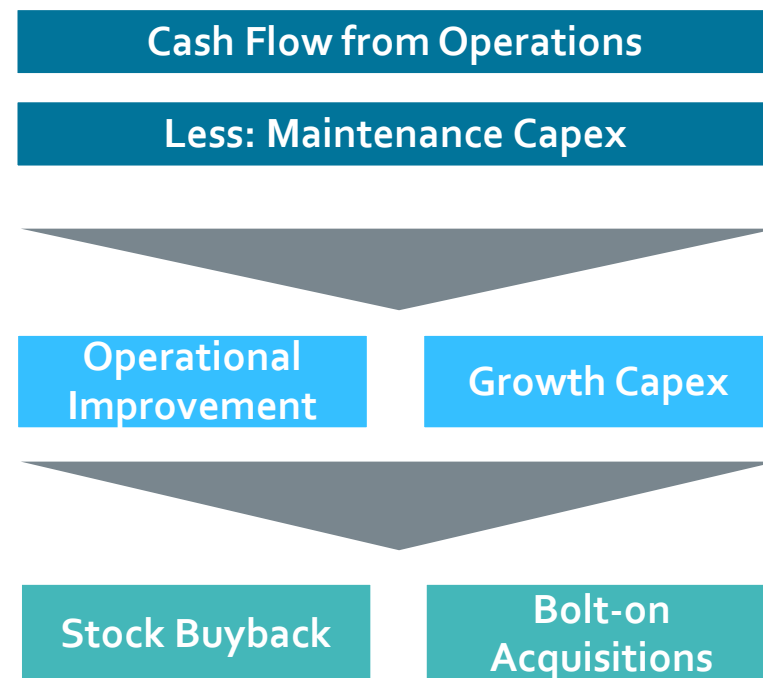 Cash Flow from Operations
Less: Maintenance Capex
Operational
Improvement
Growth Capex
Stock Buyback
Bolt-on
Acquisitions